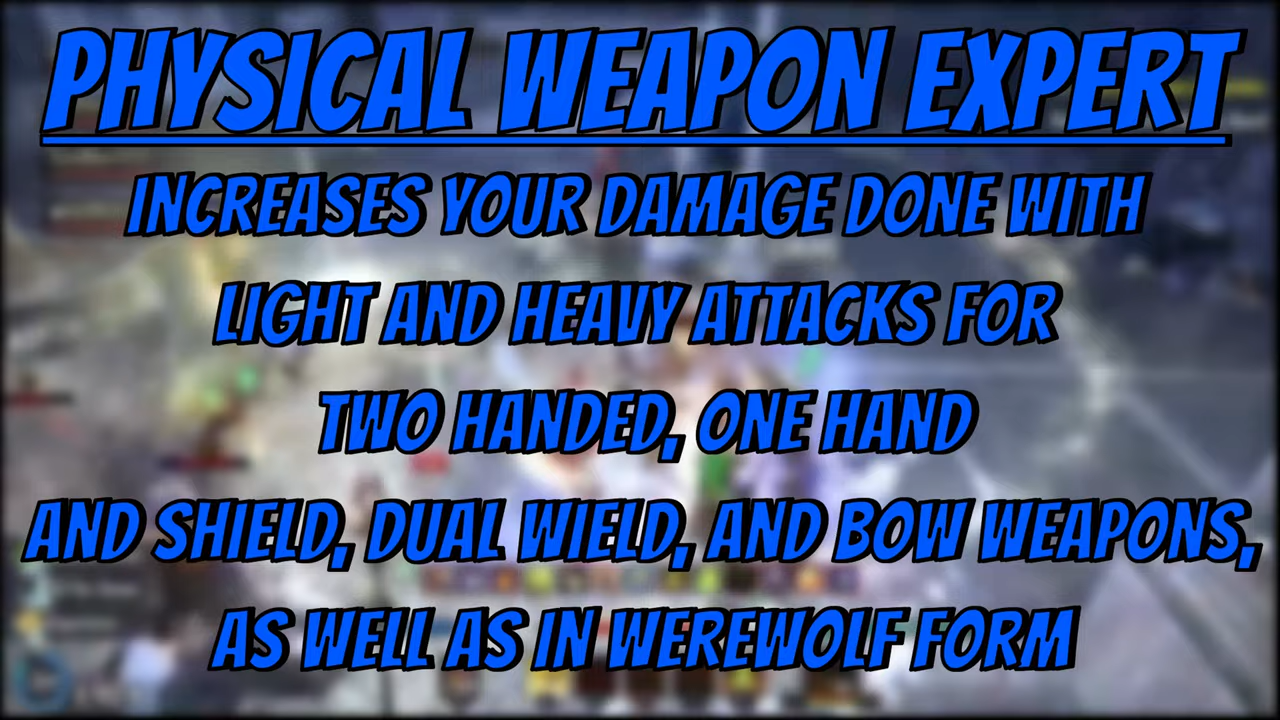 PHYSICAL WEAPON EXPERT
INCREASES YOUR DAMAGE DONE WITH
LIGHT AND HEAVY ATTACKS FOR
TWO HANDED, ONE HAND
AND SHIELD, DUAL WIELD, AND BOW WEAPONS,
AS WELL AS IN WEREWOLF FORM